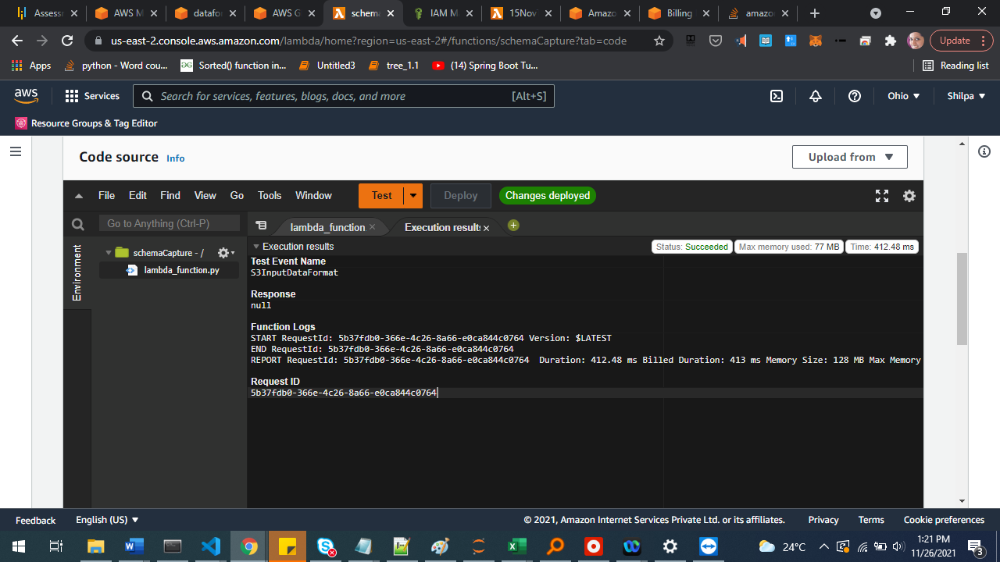 Assessm
AWS M
datafor
AWS G
schema
IAM M
15Nov
Amazo
Billing
amazon
us-east-2.console.aws.amazon.com/lambda/home?region=us-east-2#/functions/schemaCapture?tab=code
Update
Apps
python - Word cou...
Sorted() function in...
Untitled3
tree_1.1
(14) Spring Boot Tu...
Reading list
aws
Services
Search for services, features, blogs, docs, and more
[Alt+S]
Ohio
Shilpa
Resource Groups & Tag Editor
Code source
Info
Upload from
File
Edit
Find
View
Go
Tools
Window
Test
Deploy
Changes deployed
Go to Anything (Ctrl-P)
lambda_function.
Execution results
Environment
schemaCapture - /
lambda_function.py
Execution results
Status: Succeeded
Max memory used: 77 MB
Time: 412.48 ms
Test Event Name
S3InputDataFormat
Response
null
Function Logs
START RequestId: 5b37fdb0-366e-4c26-8a66-e0ca844c0764 Version: $LATEST
END RequestId: 5b37fdb0-366e-4c26-8a66-e0ca844c0764
REPORT RequestId: 5b37fdb0-366e-4c26-8a66-e0ca844c0764 Duration: 412.48 ms Billed Duration: 413 ms Memory Size: 128 MB Max Memory
Request ID
5b37fdb0-366e-4c26-8a66-e0ca844c0764
Feedback
English (US)
© 2021, Amazon Internet Services Private Ltd. or its affiliates.
Privacy
Terms
Cookie preferences
24°C
1:21 PM
11/26/2021
3